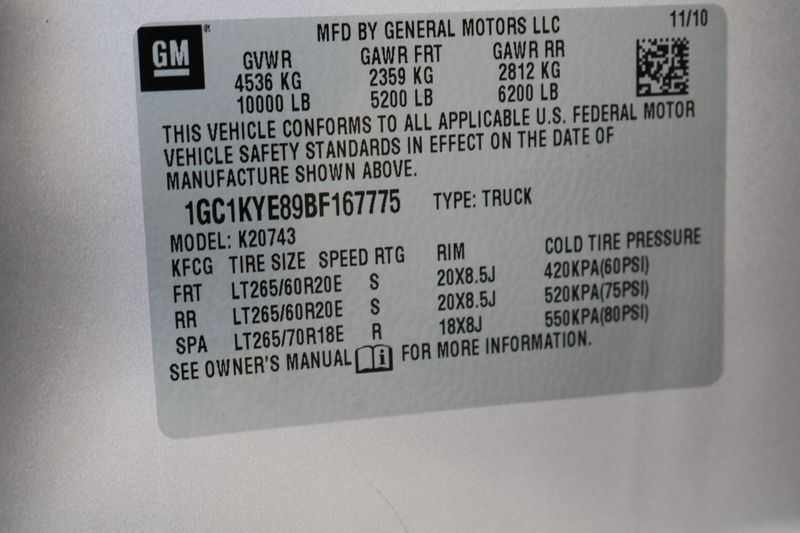 GM® MFD BY GENERAL MOTORS LLC 11/10
GVWR GAWR FRT GAWR RR
4536 KG 2359 KG 2812 KG
10000 LB 5200 LB 6200 LB
THIS VEHICLE CONFORMS TO ALL APPLICABLE U.S. FEDERAL MOTOR
VEHICLE SAFETY STANDARDS IN EFFECT ON THE DATE OF
MANUFACTURE SHOWN ABOVE.
1GC1KYE89BF167775 TYPE: TRUCK
MODEL: K20743
KFCG TIRE SIZE SPEED RTG RIM COLD TIRE PRESSURE
FRT LT265/60R20E S 20X8.5J 420KPA(60PSI)
RR LT265/60R20E S 20X8.5J 520KPA(75PSI)
SPA LT265/70R18E R 18X8J 550KPA(80PSI)
SEE OWNER'S MANUAL i FOR MORE INFORMATION.